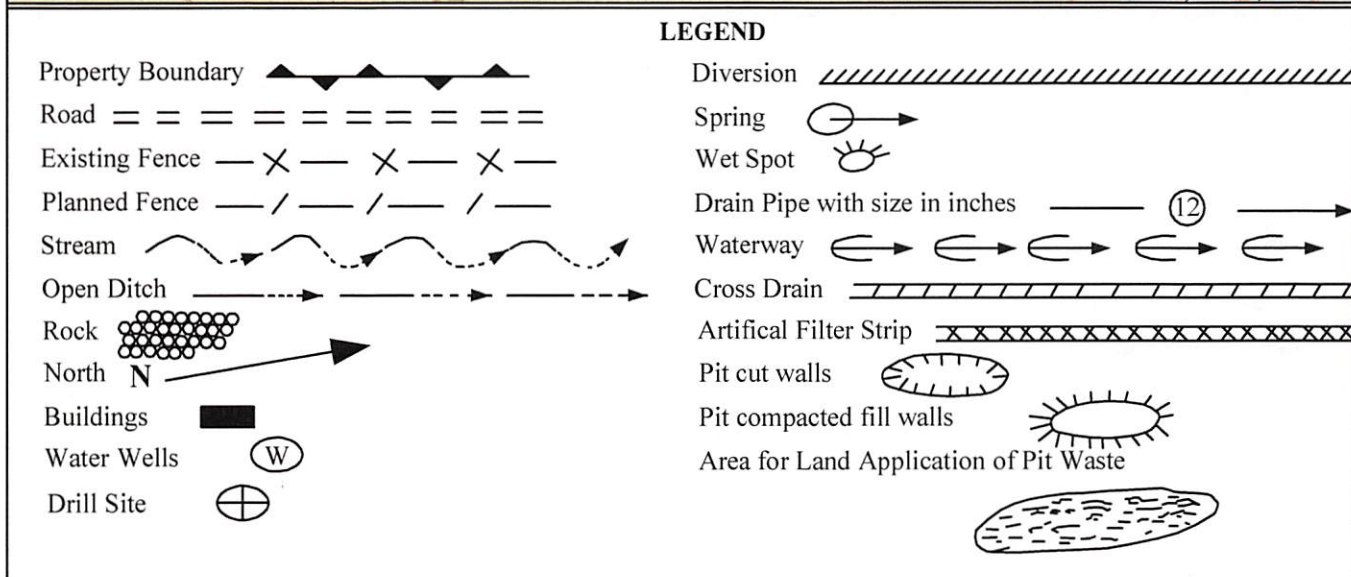 LEGEND
Property Boundary
Road
Existing Fence
Planned Fence
Stream
Open Ditch
Rock
North N
Buildings
Water Wells W
Drill Site
Diversion
Spring
Wet Spot
Drain Pipe with size in inches 12
Waterway
Cross Drain
Artifical Filter Strip
Pit cut walls
Pit compacted fill walls
Area for Land Application of Pit Waste